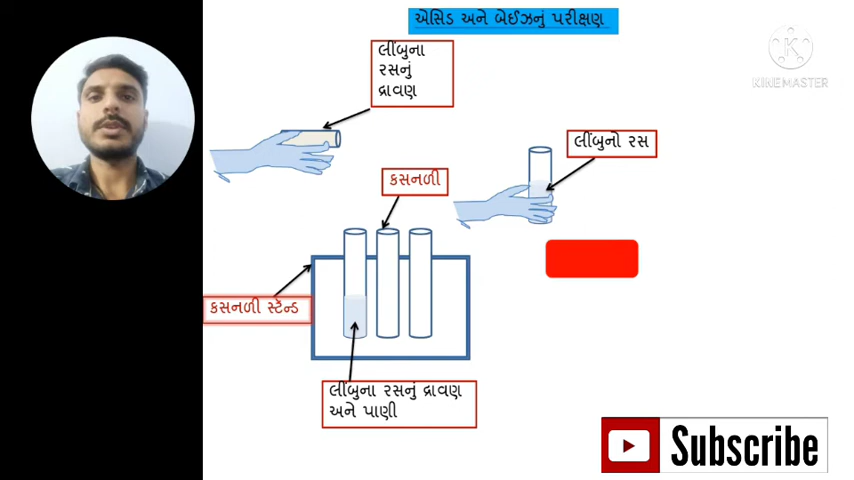 એસિડ અને બેઈઝનું પરીક્ષણ
લીંબુના
રસનું
દ્રાવણ
KINEMASTER
લીંબુનો રસ
કસનળી
કસનળી સ્ટેન્ડ
લીંબુના રસનું દ્રાવણ
અને પાણી
Subscribe